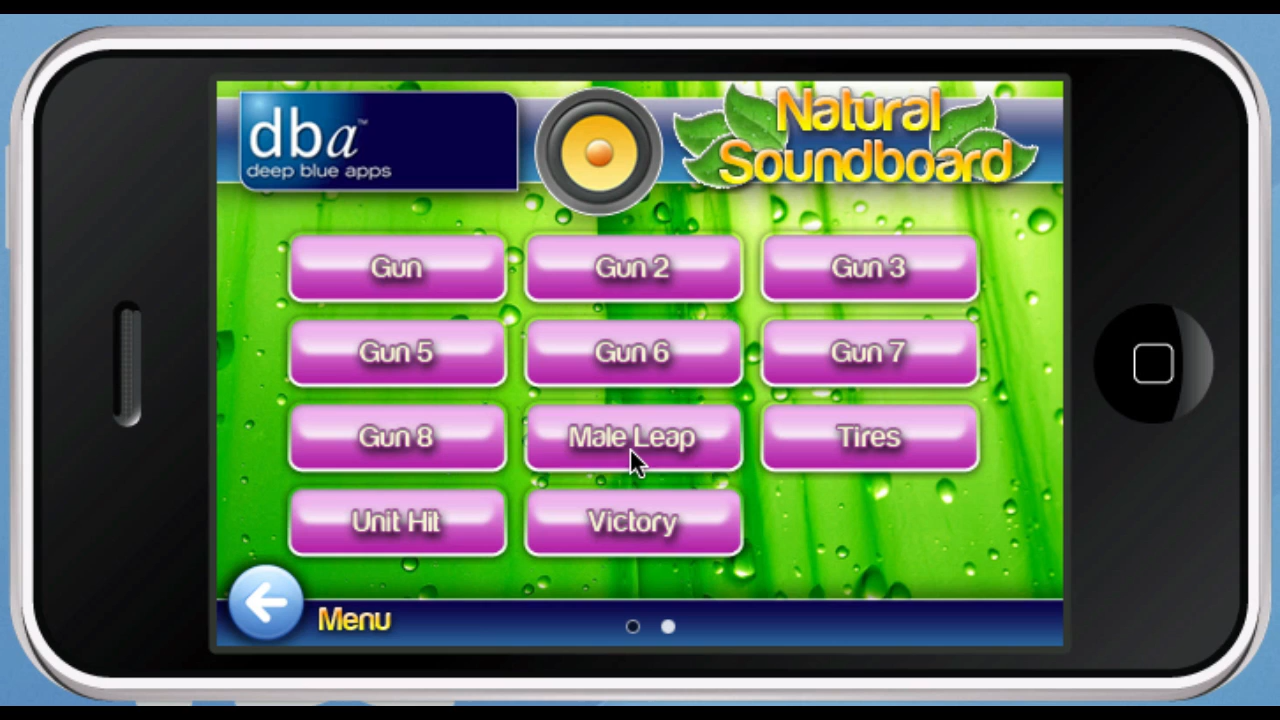 dba™
deep blue apps
Natural
Soundboard
Gun
Gun 2
Gun 3
Gun 5
Gun 6
Gun 7
Gun 8
Male Leap
Tires
Unit Hit
Victory
Menu